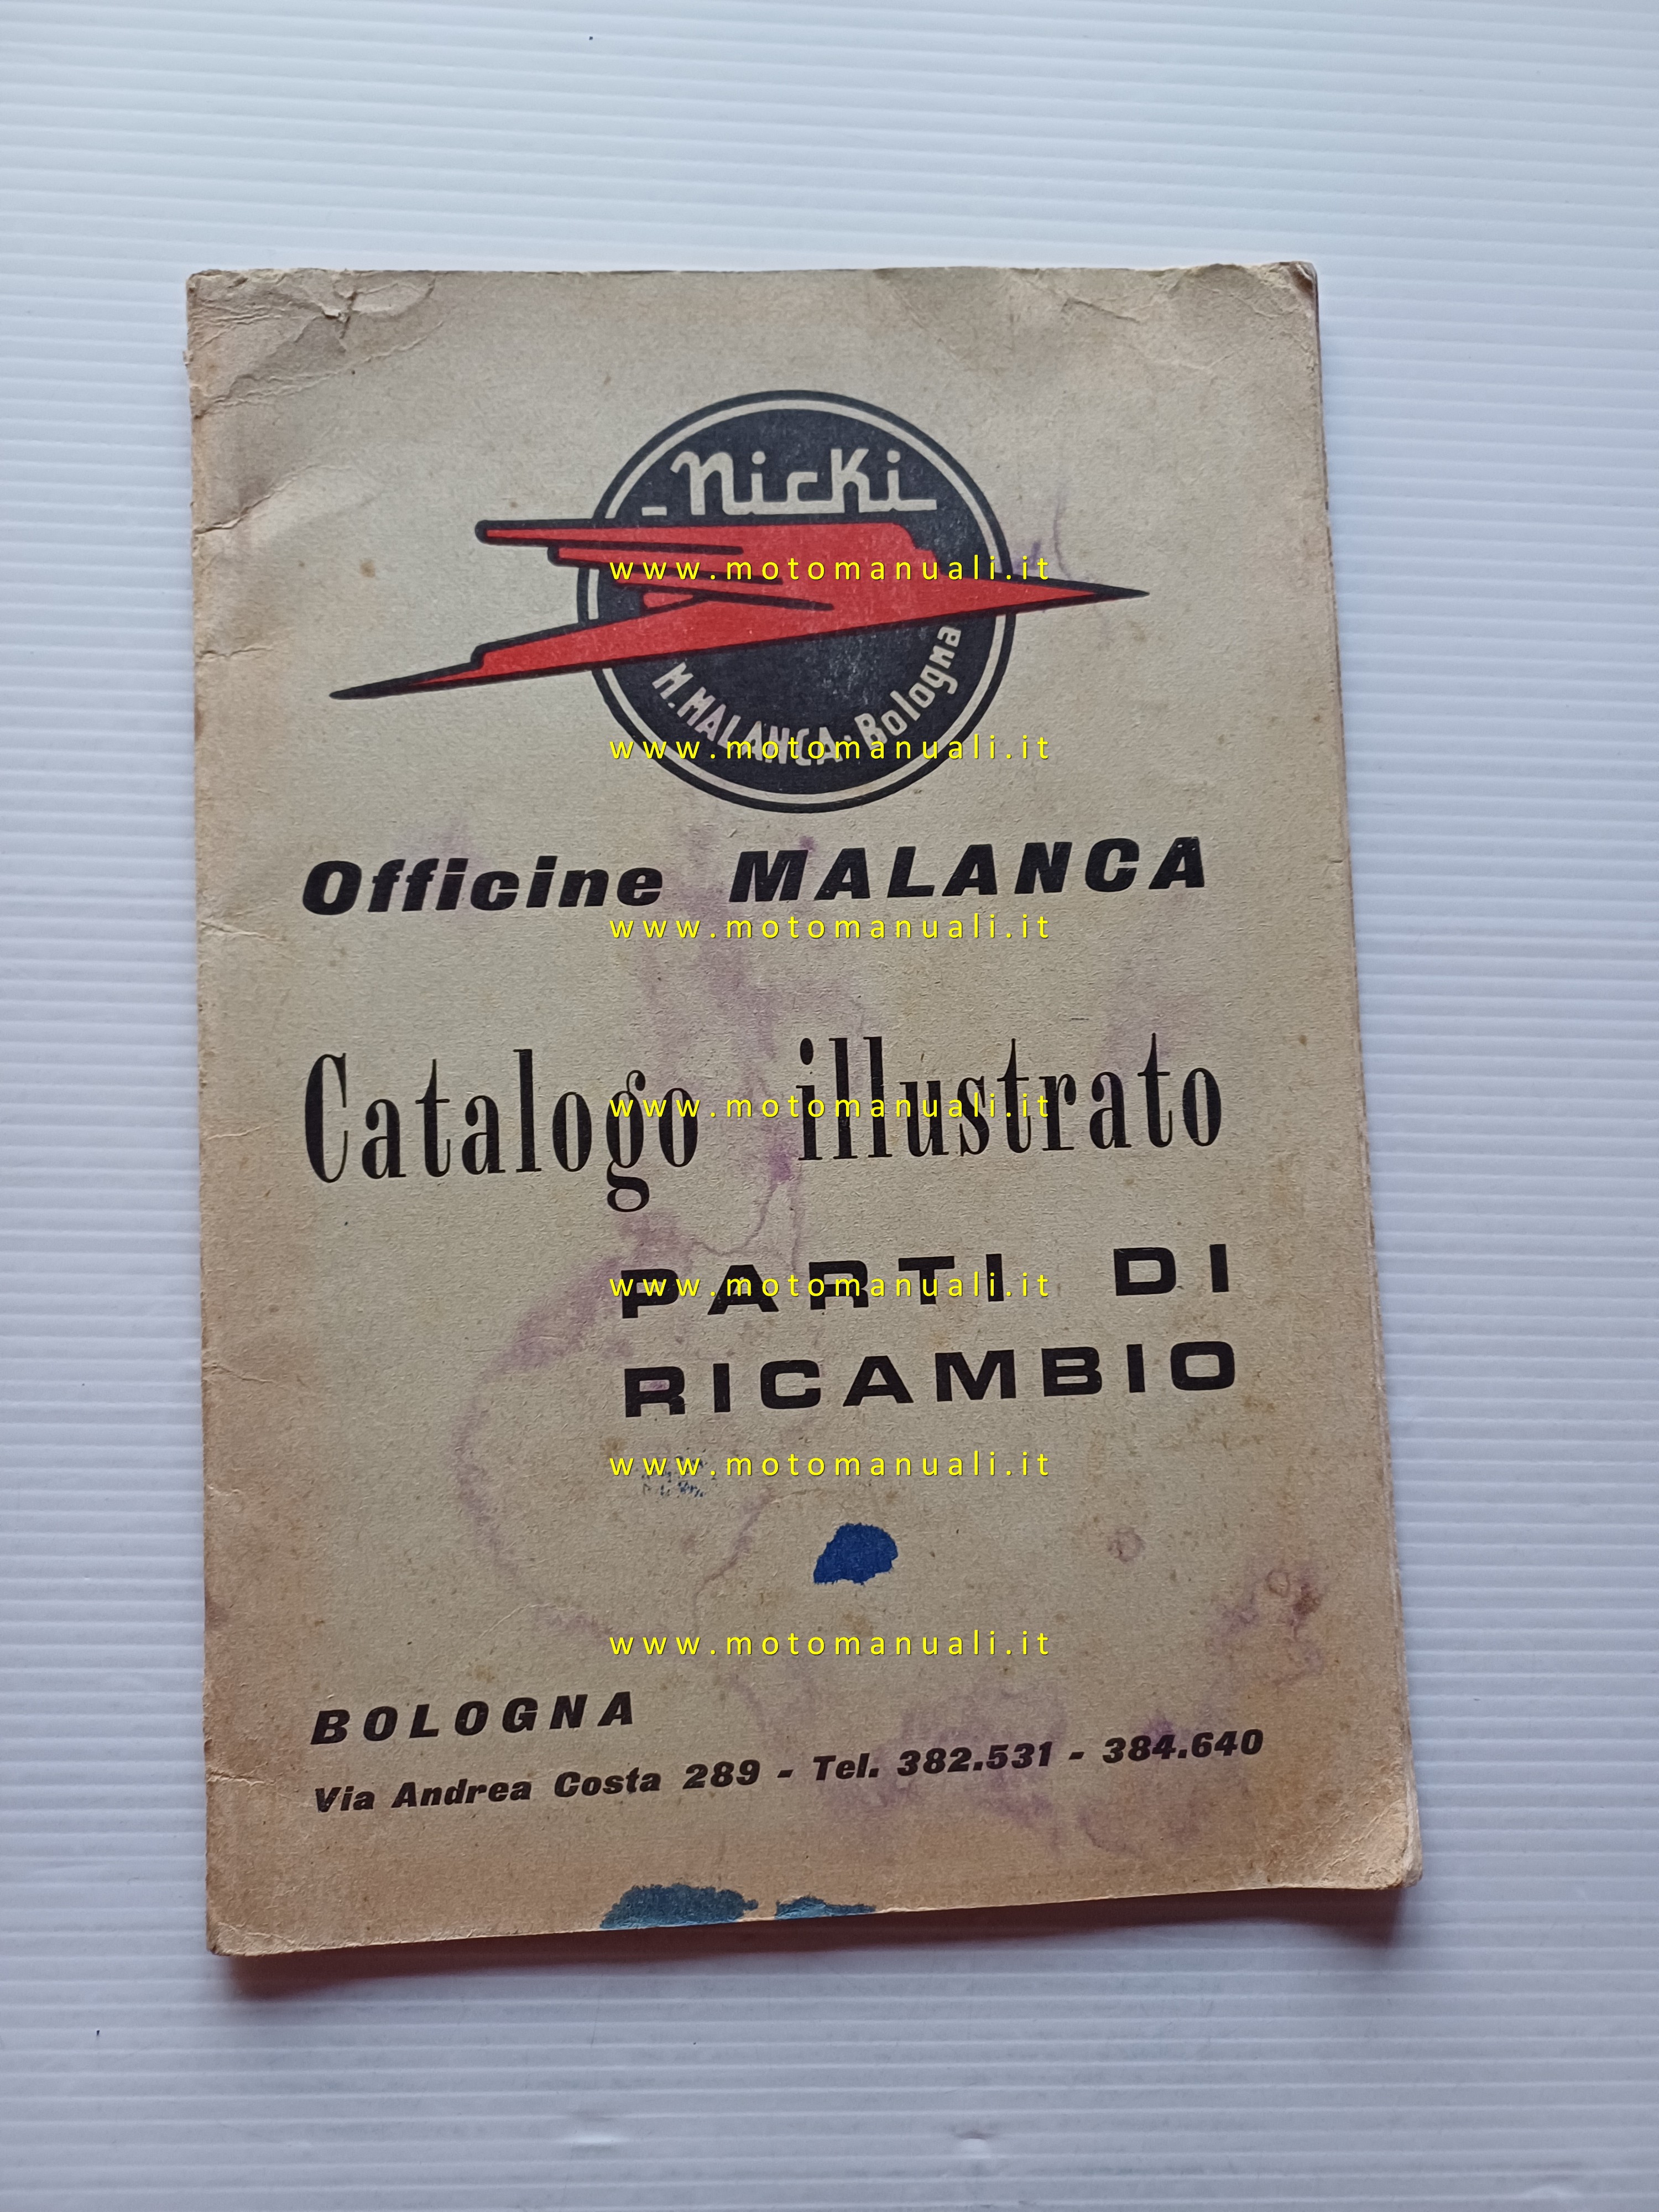 Nicki
www.motomanuali.it
M. MALANCA - Bologna
www.motomanuali.it
Officine MALANCA
www.motomanuali.it
Catalogo illustrato
www.motomanuali.it
PARTI DI
www.motomanuali.it
RICAMBIO
www.motomanuali.it
www.motomanuali.it
BOLOGNA
Via Andrea Costa 289 - Tel. 382.531 - 384.640